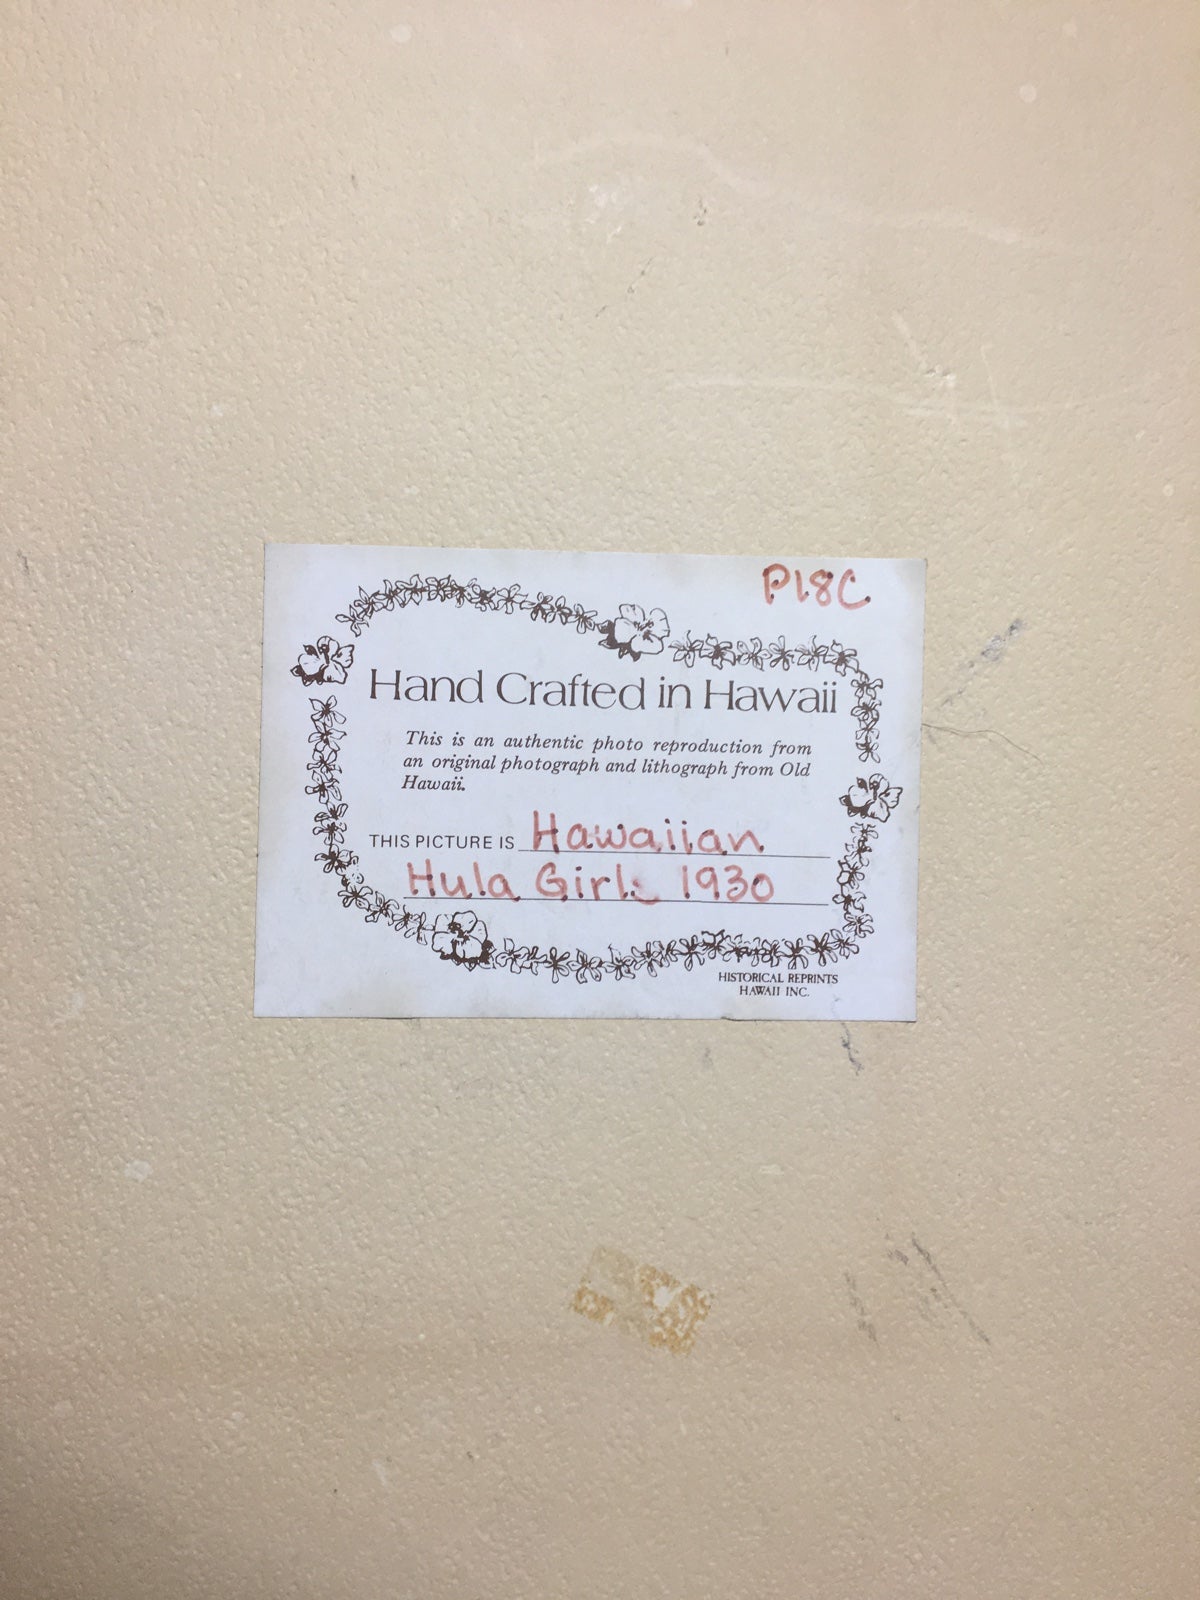 P18C
Hand Crafted in Hawaii
This is an authentic photo reproduction from
an original photograph and lithograph from Old
Hawaii.
THIS PICTURE IS Hawaiian
Hula Girl 1930
HISTORICAL REPRINTS
HAWAII INC.